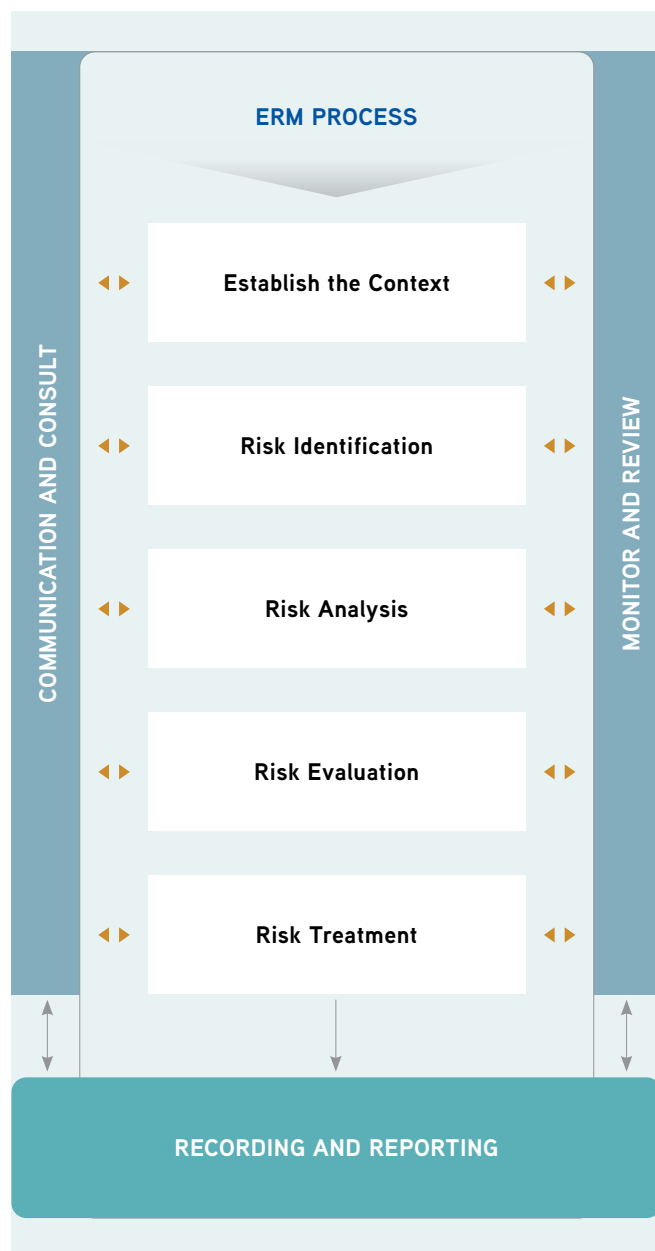 ERM PROCESS
Establish the Context
Risk Identification
Risk Analysis
Risk Evaluation
Risk Treatment
COMMUNICATION AND CONSULT
MONITOR AND REVIEW
RECORDING AND REPORTING